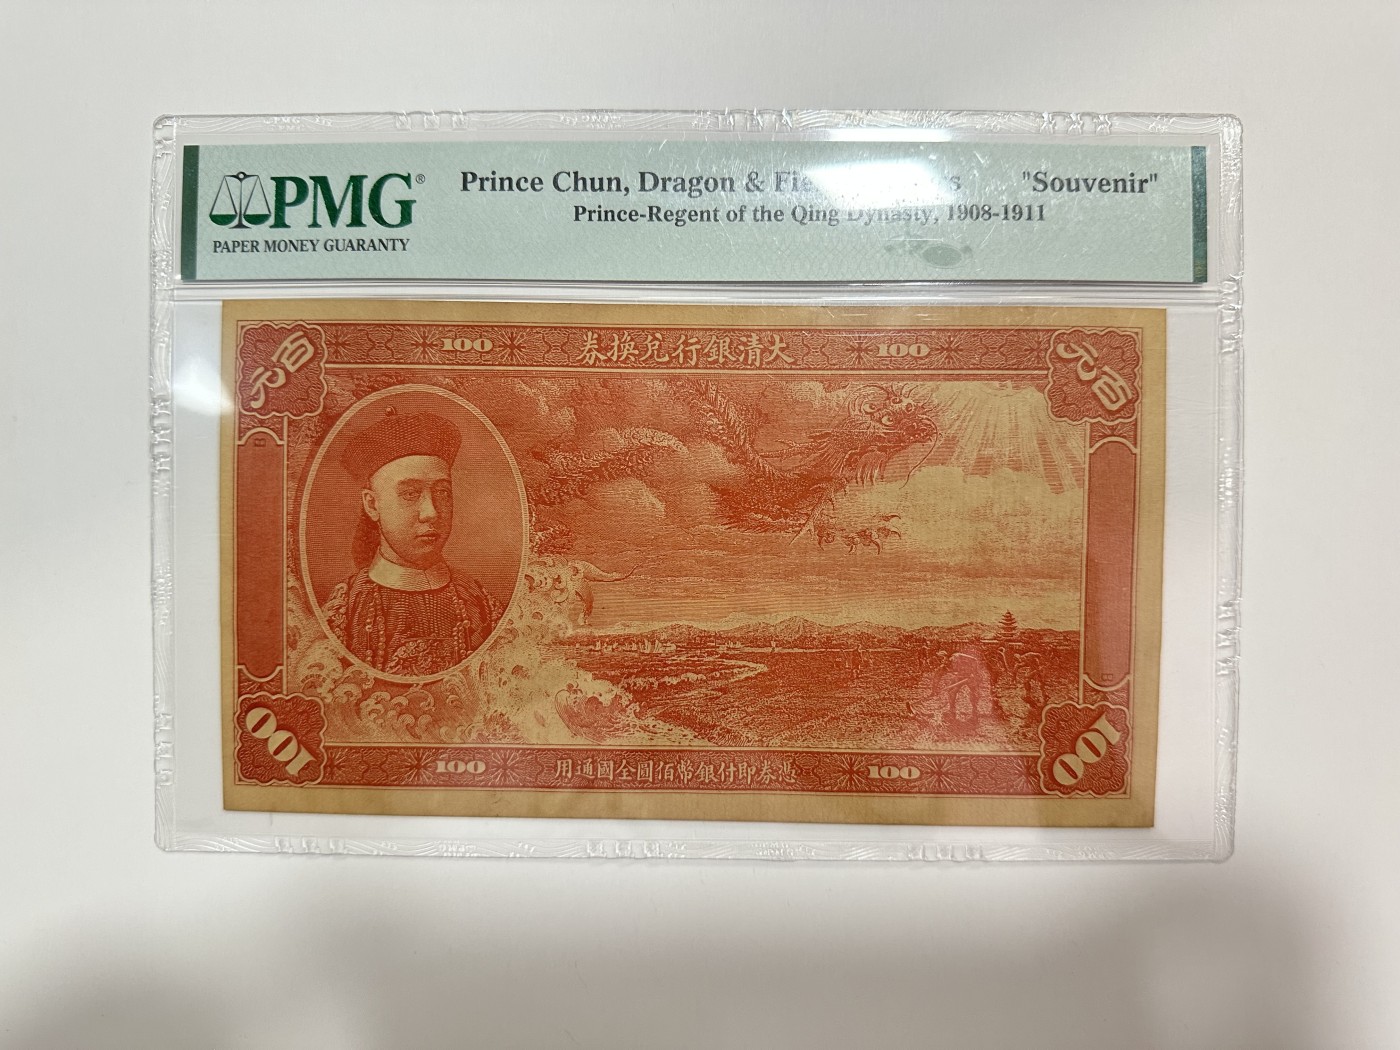 PMG®
PAPER MONEY GUARANTY
Prince Chun, Dragon & "Souvenir"
Prince-Regent of the Qing Dynasty, 1908-1911
百元
100
券換兌行銀清大
100
元百
B
B
100
100
用通國全圓佰幣銀付即券憑
100
100